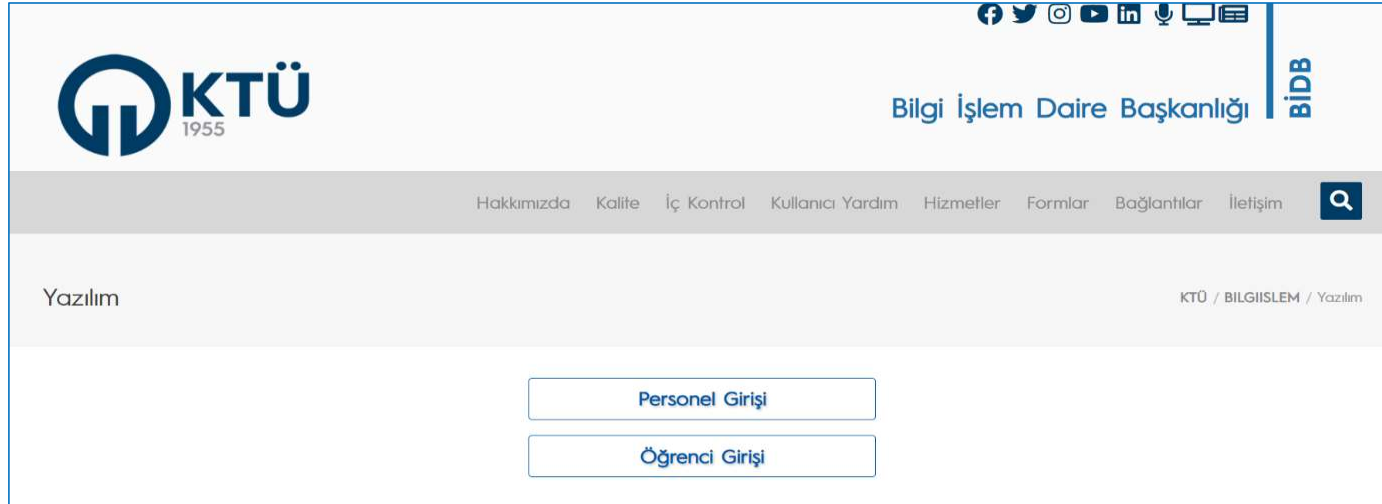 KTÜ
1955
Bilgi İşlem Daire Başkanlığı
BİDB
Hakkımızda Kalite İç Kontrol Kullanıcı Yardım Hizmetler Formlar Bağlantılar İletişim
Yazılım
KTÜ / BILGIISLEM / Yazılım
Personel Girişi
Öğrenci Girişi